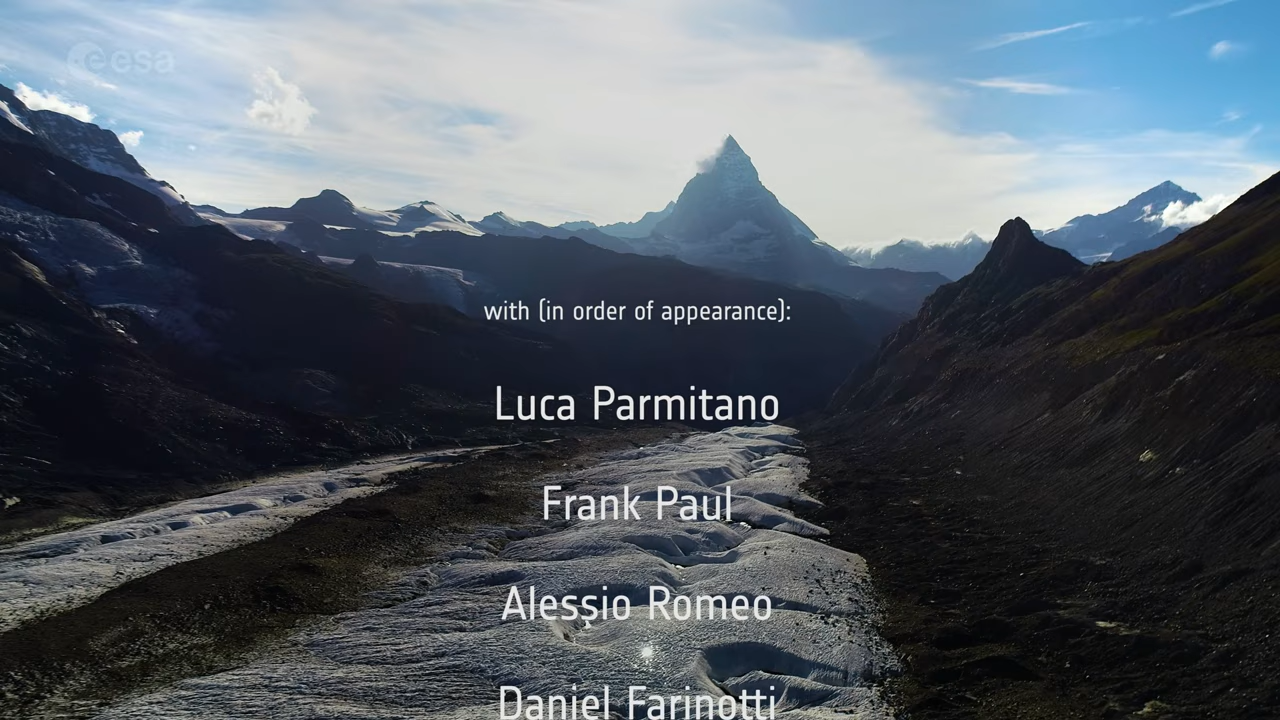 esa
with (in order of appearance):
Luca Parmitano
Frank Paul
Alessio Romeo
Daniel Farinotti